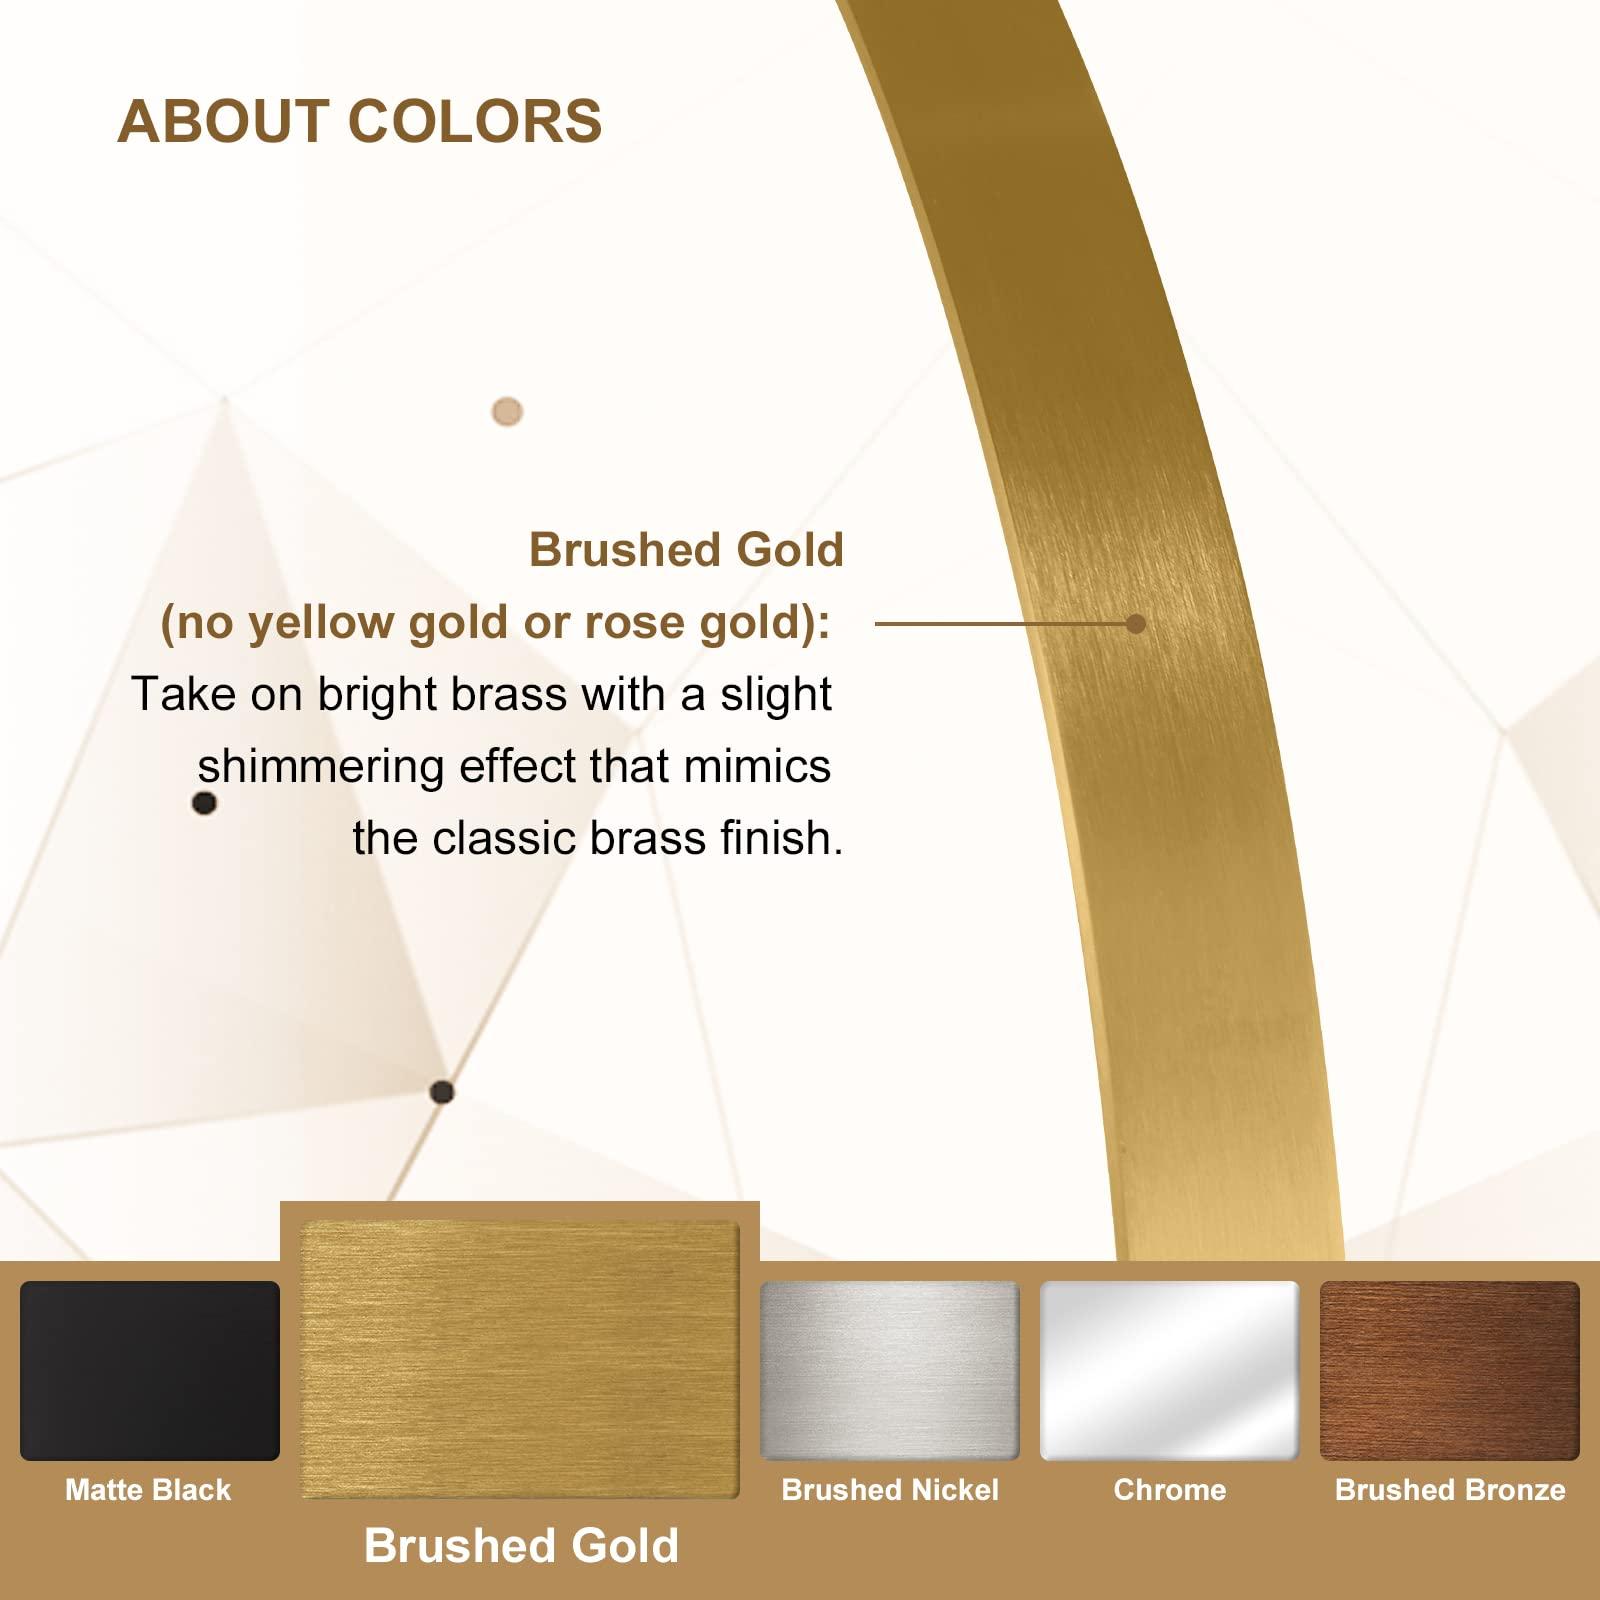 ABOUT COLORS
Brushed Gold
(no yellow gold or rose gold):
Take on bright brass with a slight
shimmering effect that mimics
the classic brass finish.
Matte Black
Brushed Gold
Brushed Nickel
Chrome
Brushed Bronze